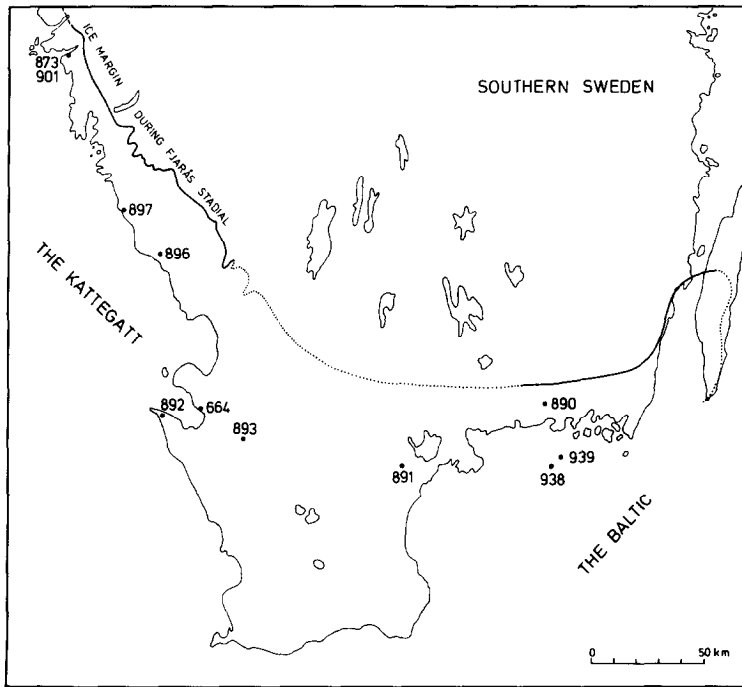 873
901
ICE MARGIN
DURING FJÄRÅS STADIAL
SOUTHERN SWEDEN
897
896
THE KATTEGATT
892
664
893
890
891
939
938
THE BALTIC
0
50 km